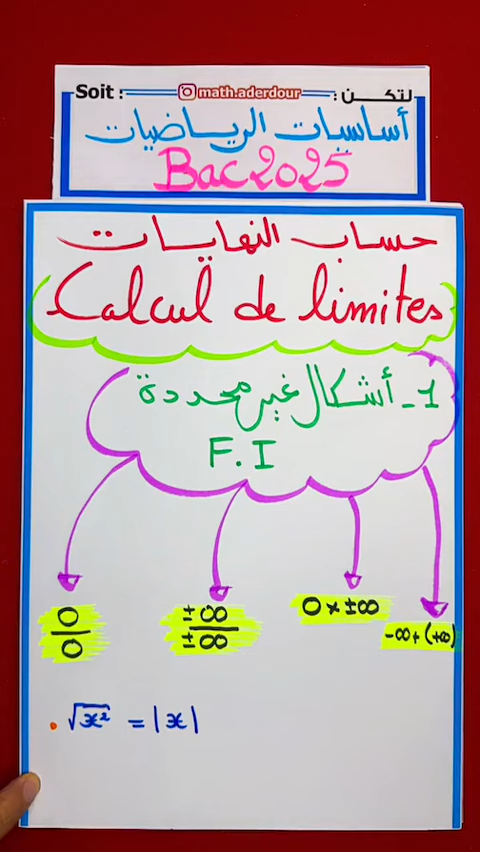 Soit : math.aderdour لتكن :
أساسيات الرياضيات
Bac2025
حساب النهايات
Calcul de limites
1 - أشكال غير محددة
F.I
0/0 ±∞/±∞ 0 × ±∞ -∞+(+∞)
• √x² = |x|